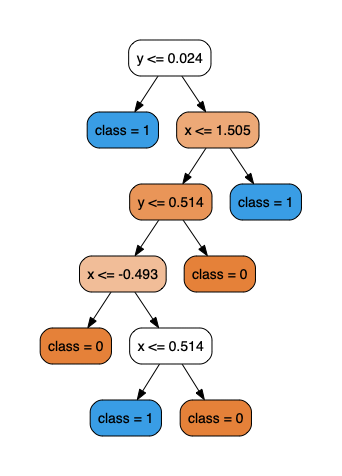 y <= 0.024
class = 1
x <= 1.505
y <= 0.514
class = 1
x <= -0.493
class = 0
class = 0
x <= 0.514
class = 1
class = 0